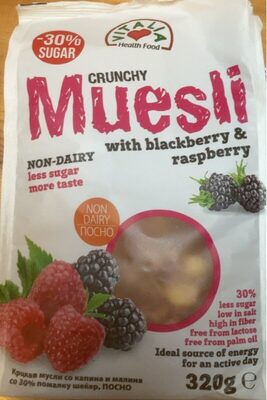 -30%
SUGAR
VITALIA
Health Food
CRUNCHY
Muesli
with blackberry &
raspberry
NON-DAIRY
less sugar
more taste
NON
DAIRY
ПОСНО
30%
less sugar
low in salt
high in fiber
free from lactose
free from palm oil
Ideal source of energy
for an active day
Крцкав мусли со капина и малина
со 30% помалку шеќер, ПОСНО
320g e